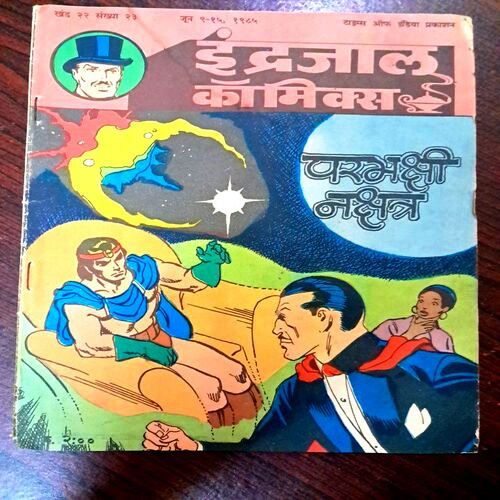 खंड २२ संख्या २३
जून ९-१५, १९८५
टाइम्स ऑफ इंडिया प्रकाशन
इंद्रजाल
कॉमिक्स
परभक्षी
नक्षत्र
रु. २:००